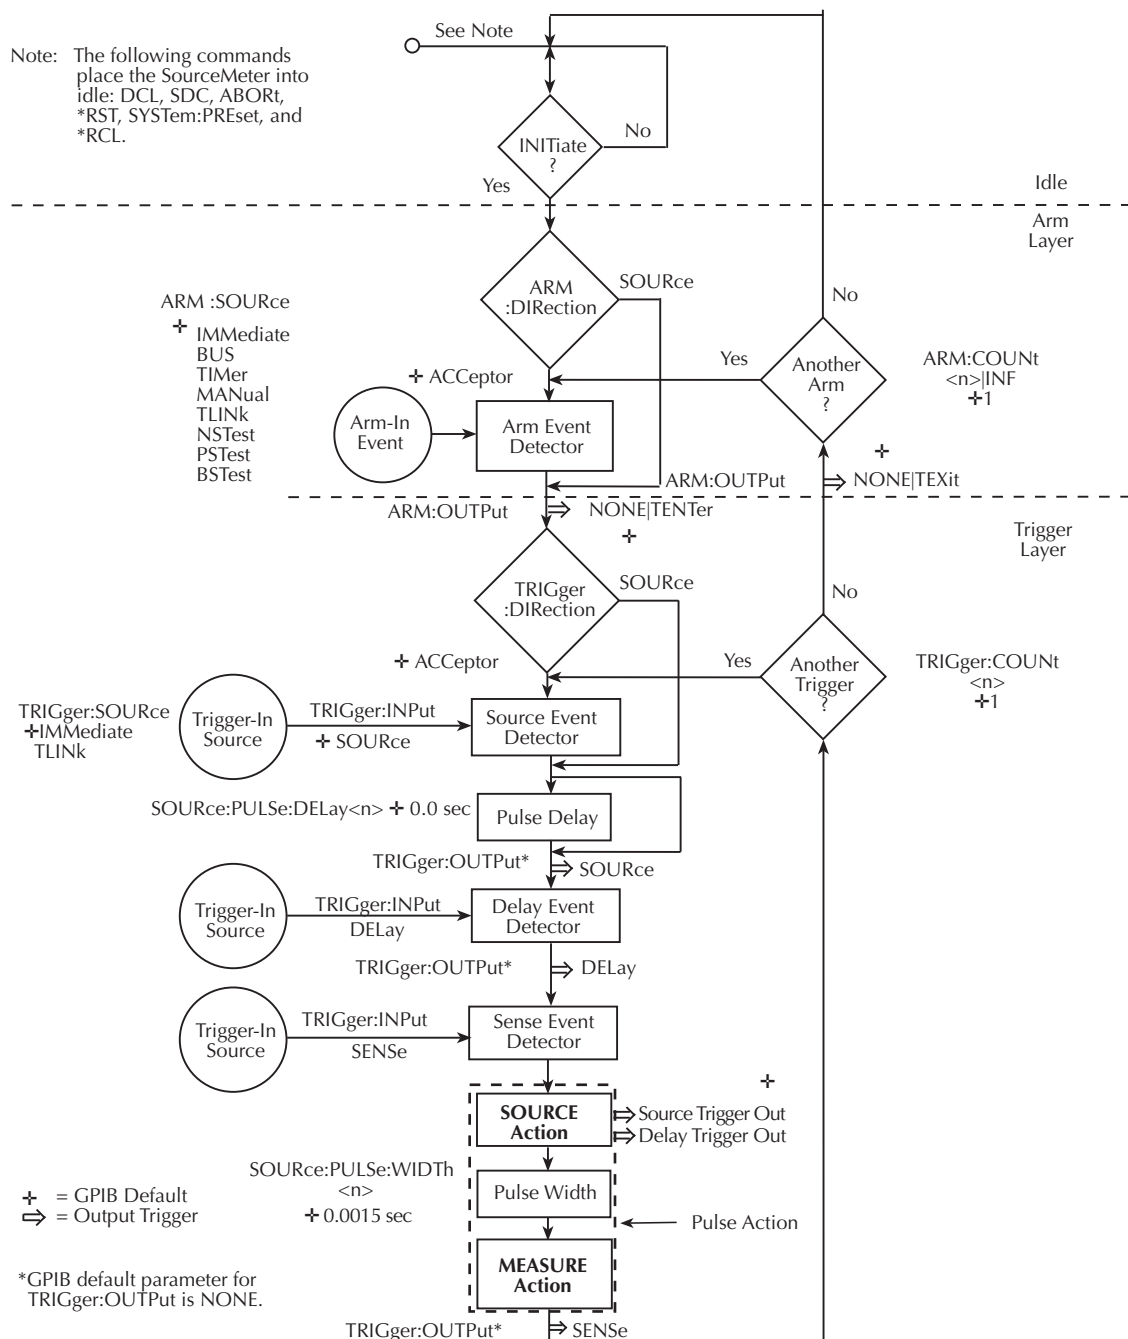 See Note
Note: The following commands
place the SourceMeter into
idle: DCL, SDC, ABORt,
*RST, SYSTem:PREset, and
*RCL.
INITiate
?
No
Yes
Idle
Arm
Layer
ARM
:DIRection
SOURce
ARM :SOURce
✛ IMMediate
BUS
TIMer
MANual
TLINk
NSTest
PSTest
BSTest
✛ ACCeptor
No
Yes
Another
Arm
?
ARM:COUNt
<n>|INF
✛1
Arm-In
Event
Arm Event
Detector
ARM:OUTPut
✛
⇒ NONE|TEXit
ARM:OUTPut
⇒ NONE|TENTer
✛
Trigger
Layer
TRIGger
:DIRection
SOURce
No
✛ ACCeptor
Yes
Another
Trigger
?
TRIGger:COUNt
<n>
✛1
TRIGger:SOURce
✛IMMediate
TLINk
Trigger-In
Source
TRIGger:INPut
✛ SOURce
Source Event
Detector
SOURce:PULSe:DELay<n> ✛ 0.0 sec
Pulse Delay
TRIGger:OUTPut*
⇒ SOURce
Trigger-In
Source
TRIGger:INPut
DELay
Delay Event
Detector
TRIGger:OUTPut*
⇒ DELay
Trigger-In
Source
TRIGger:INPut
SENSe
Sense Event
Detector
✛
SOURCE
Action
⇒ Source Trigger Out
⇒ Delay Trigger Out
SOURce:PULSe:WIDTh
<n>
✛ 0.0015 sec
Pulse Width
Pulse Action
✛ = GPIB Default
⇒ = Output Trigger
MEASURE
Action
*GPIB default parameter for
TRIGger:OUTPut is NONE.
TRIGger:OUTPut*
⇒ SENSe